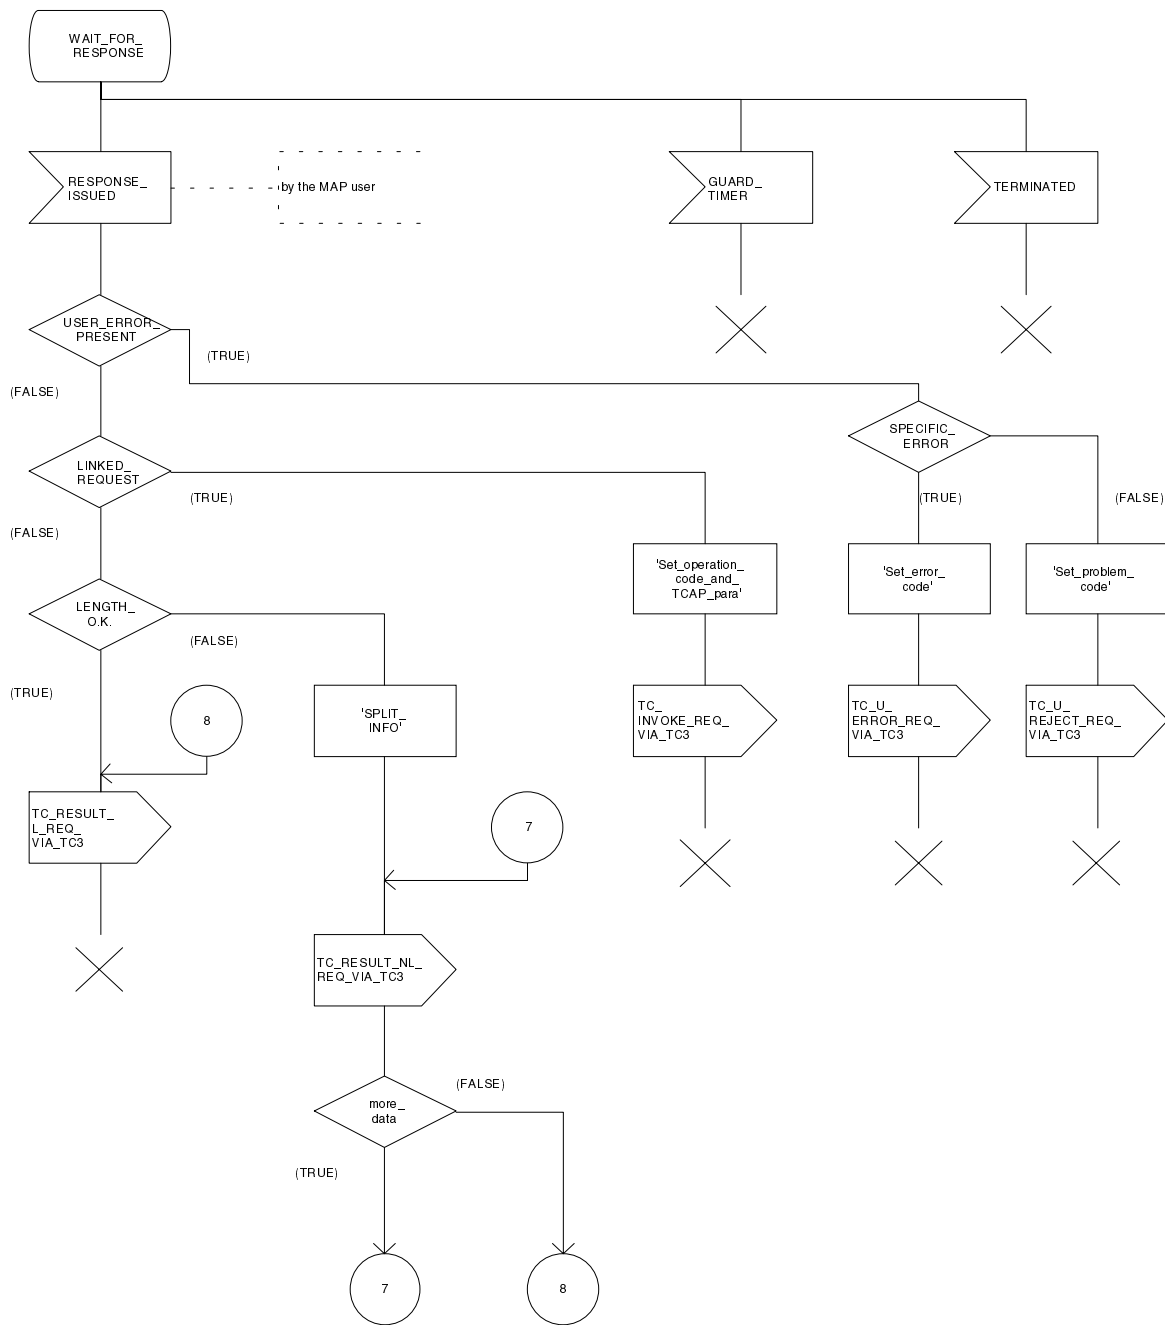 WAIT_FOR_
RESPONSE
RESPONSE_
ISSUED
by the MAP user
GUARD_
TIMER
TERMINATED
USER_ERROR_
PRESENT
(TRUE)
(FALSE)
SPECIFIC_
ERROR
LINKED_
REQUEST
(TRUE)
(TRUE)
(FALSE)
(FALSE)
'Set_operation_
code_and_
TCAP_para'
'Set_error_
code'
'Set_problem_
code'
LENGTH_
O.K.
(FALSE)
(TRUE)
8
'SPLIT_
INFO'
TC_
INVOKE_REQ_
VIA_TC3
TC_U_
ERROR_REQ_
VIA_TC3
TC_U_
REJECT_REQ_
VIA_TC3
TC_RESULT_
L_REQ_
VIA_TC3
7
TC_RESULT_NL_
REQ_VIA_TC3
(FALSE)
more_
data
(TRUE)
7
8